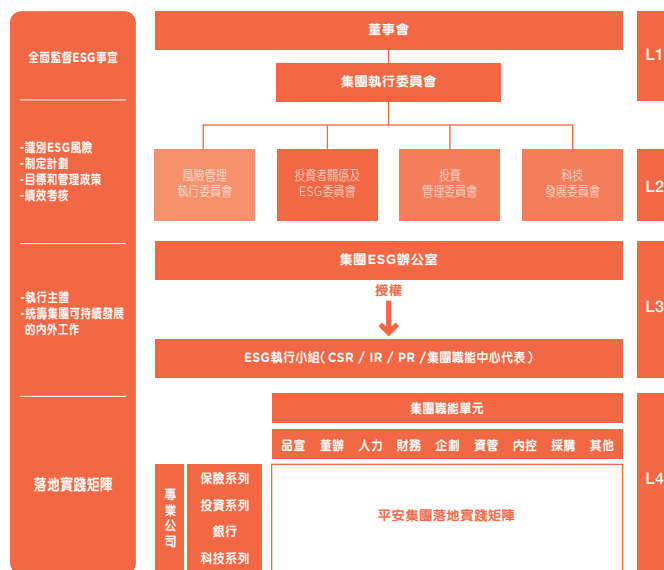 全面監督ESG事宜
董事會
集團執行委員會
L1
-識別ESG風險
-制定計劃
-目標和管理政策
-績效考核
風險管理
執行委員會
投資者關係及
ESG委員會
投資
管理委員會
科技
發展委員會
L2
-執行主體
-統籌集團可持續發展
的內外工作
集團ESG辦公室
授權
ESG執行小組(CSR / IR / PR /集團職能中心代表)
L3
落地實踐矩陣
集團職能單元
品宣 董辦 人力 財務 企劃 資管 內控 採購 其他
專業公司
保險系列
投資系列
銀行
科技系列
平安集團落地實踐矩陣
L4